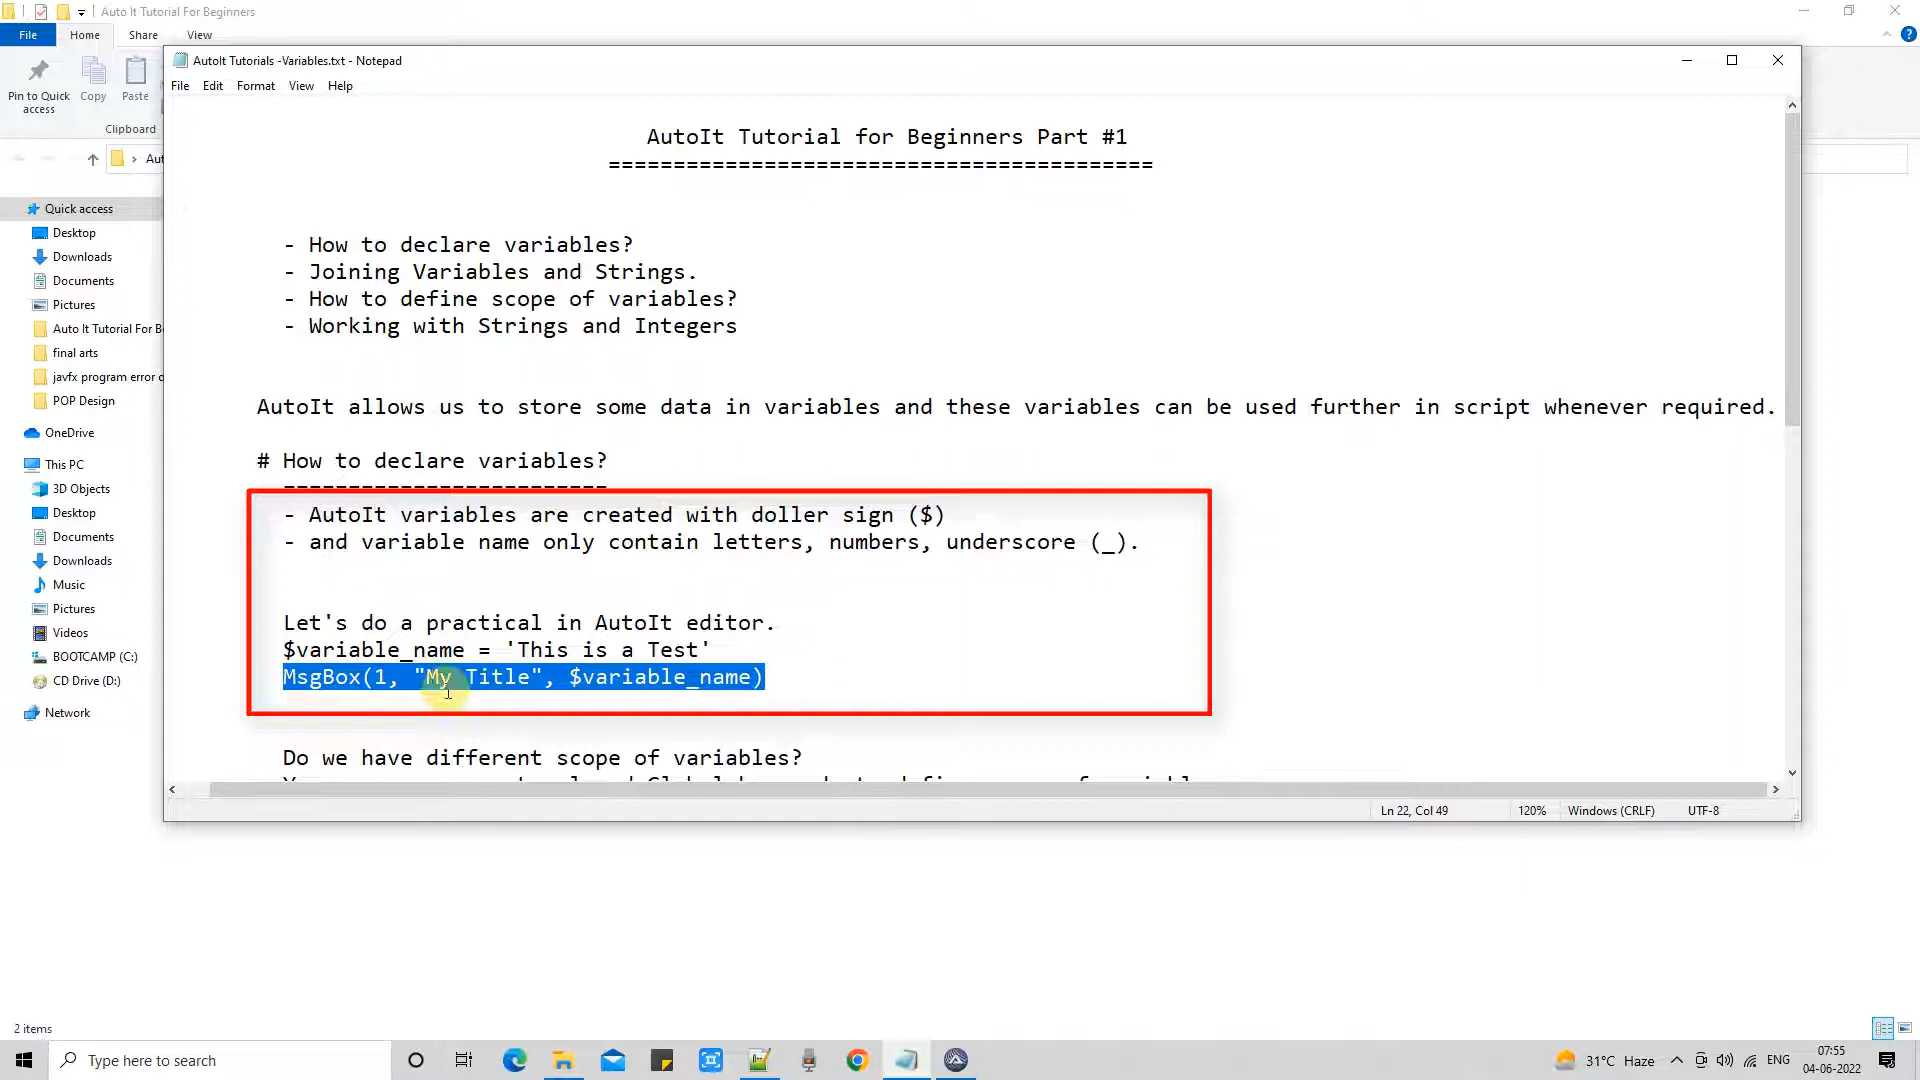 Auto It Tutorial For Beginners
File Home Share View
AutoIt Tutorials -Variables.txt - Notepad
File Edit Format View Help
Pin to Quick access
Copy
Paste
Clipboard
AutoIt Tutorial for Beginners Part #1
==========================================
- How to declare variables?
- Joining Variables and Strings.
- How to define scope of variables?
- Working with Strings and Integers
AutoIt allows us to store some data in variables and these variables can be used further in script whenever required.
# How to declare variables?
- AutoIt variables are created with doller sign ($)
- and variable name only contain letters, numbers, underscore (_).
Let's do a practical in AutoIt editor.
$variable_name = 'This is a Test'
MsgBox(1, "My Title", $variable_name)
Do we have different scope of variables?
Ln 22, Col 49
120%
Windows (CRLF)
UTF-8
Aut
Quick access
Desktop
Downloads
Documents
Pictures
Auto It Tutorial For B
final arts
javfx program error o
POP Design
OneDrive
This PC
3D Objects
Desktop
Documents
Downloads
Music
Pictures
Videos
BOOTCAMP (C:)
CD Drive (D:)
Network
2 items
Type here to search
31°C Haze
ENG
07:55
04-06-2022